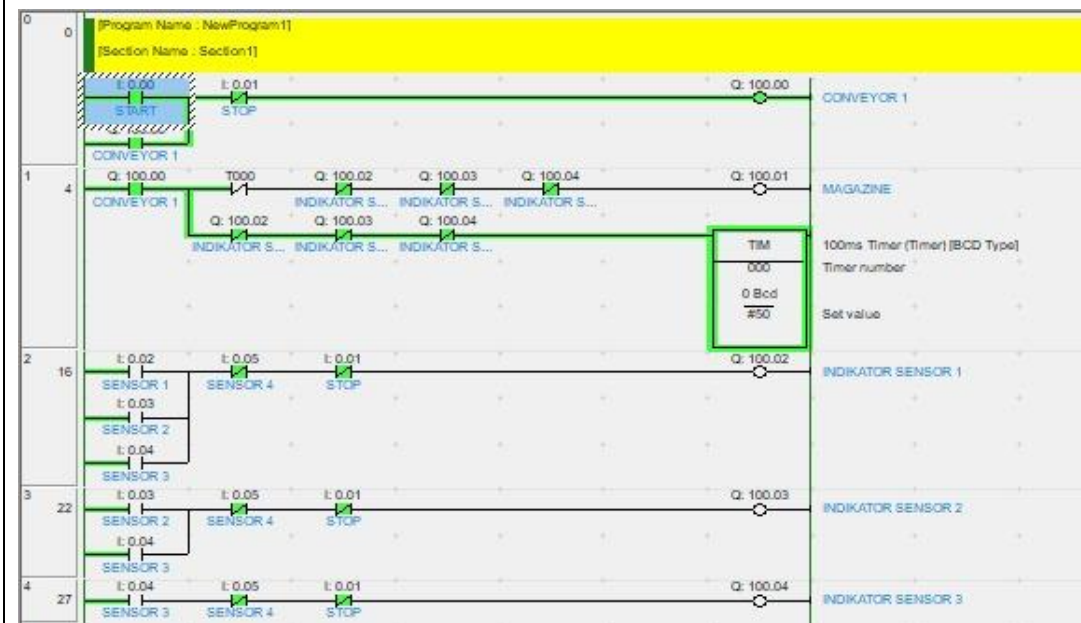 0
0
[Program Name : NewProgram1]
[Section Name : Section1]
I: 0.00 I: 0.01 Q: 100.00
START STOP CONVEYOR 1
CONVEYOR 1
1 Q: 100.00 T000 Q: 100.02 Q: 100.03 Q: 100.04 Q: 100.01
4 MAGAZINE
CONVEYOR 1 INDIKATOR S... INDIKATOR S... INDIKATOR S...
Q: 100.02 Q: 100.03 Q: 100.04
INDIKATOR S... INDIKATOR S... INDIKATOR S...
TIM 100ms Timer (Timer) [BCD Type]
000 Timer number
0 Bcd
#50 Set value
2 I: 0.02 I: 0.05 I: 0.01 Q: 100.02
16 INDIKATOR SENSOR 1
SENSOR 1 SENSOR 4 STOP
I: 0.03
SENSOR 2
I: 0.04
SENSOR 3
3 I: 0.03 I: 0.05 I: 0.01 Q: 100.03
22 INDIKATOR SENSOR 2
SENSOR 2 SENSOR 4 STOP
I: 0.04
SENSOR 3
4 I: 0.04 I: 0.05 I: 0.01 Q: 100.04
27 INDIKATOR SENSOR 3
SENSOR 3 SENSOR 4 STOP